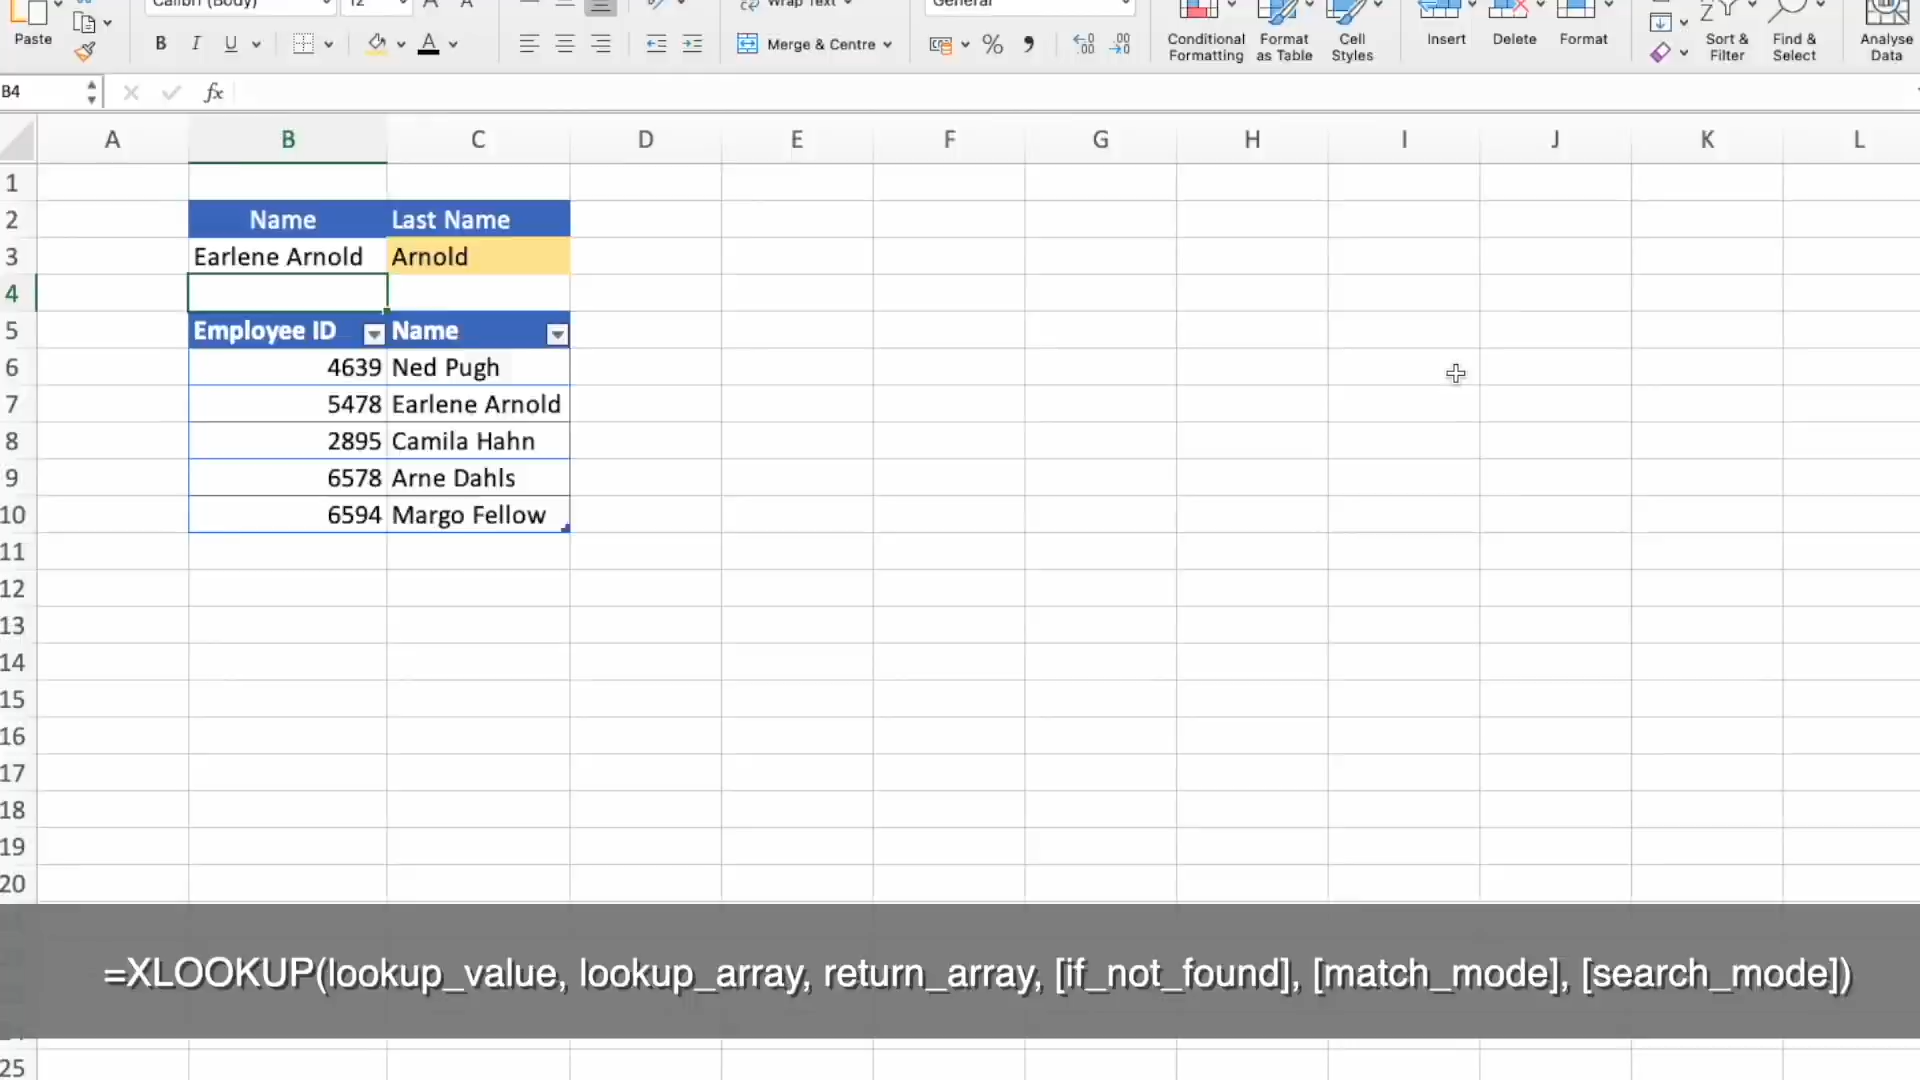 Calibri (Body) 12 Wrap Text General
Paste B I U A Merge & Centre % Conditional Formatting Format as Table Cell Styles Insert Delete Format Sort & Filter Find & Select Analyse Data
B4 fx
A B C D E F G H I J K L
1
2 Name Last Name
3 Earlene Arnold Arnold
4
5 Employee ID Name
6 4639 Ned Pugh
7 5478 Earlene Arnold
8 2895 Camila Hahn
9 6578 Arne Dahls
10 6594 Margo Fellow
11
12
13
14
15
16
17
18
19
20
=XLOOKUP(lookup_value, lookup_array, return_array, [if_not_found], [match_mode], [search_mode])
25